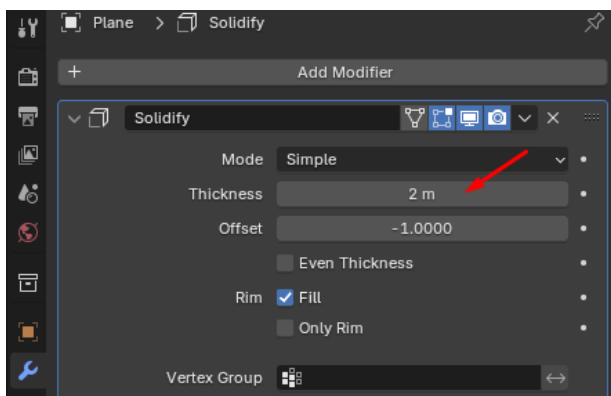 Plane > Solidify
+ Add Modifier
Solidify
Mode Simple
Thickness 2 m
Offset -1.0000
Even Thickness
Rim Fill
Only Rim
Vertex Group